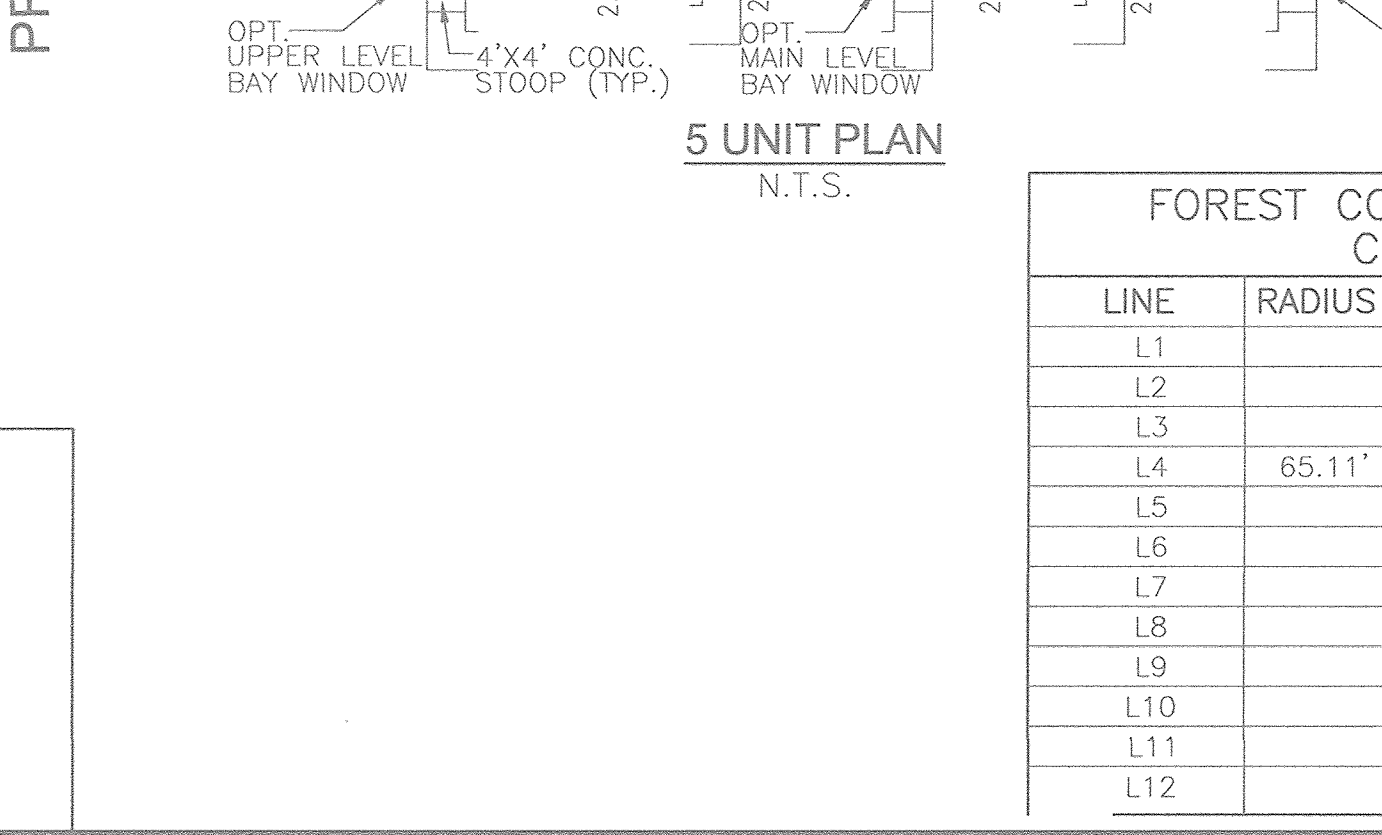 OPT.
UPPER LEVEL
BAY WINDOW
4'X4' CONC.
STOOP (TYP.)
OPT.
MAIN LEVEL
BAY WINDOW
5 UNIT PLAN
N.T.S.
FOREST
LINE RADIUS
L1
L2
L3
L4 65.11'
L5
L6
L7
L8
L9
L10
L11
L12